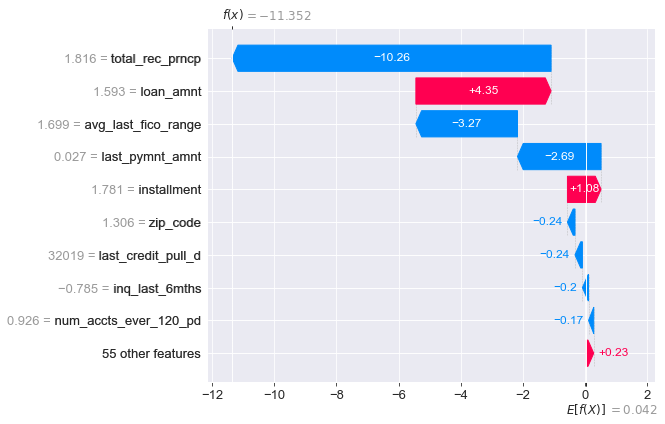 f(x) = −11.352
1.816 = total_rec_prncp
−10.26
1.593 = loan_amnt
+4.35
1.699 = avg_last_fico_range
−3.27
0.027 = last_pymnt_amnt
−2.69
1.781 = installment
+1.08
1.306 = zip_code
−0.24
32019 = last_credit_pull_d
−0.24
−0.785 = inq_last_6mths
−0.2
0.926 = num_accts_ever_120_pd
−0.17
55 other features
+0.23
−12 −10 −8 −6 −4 −2 0 2
E[f(X)] = 0.042